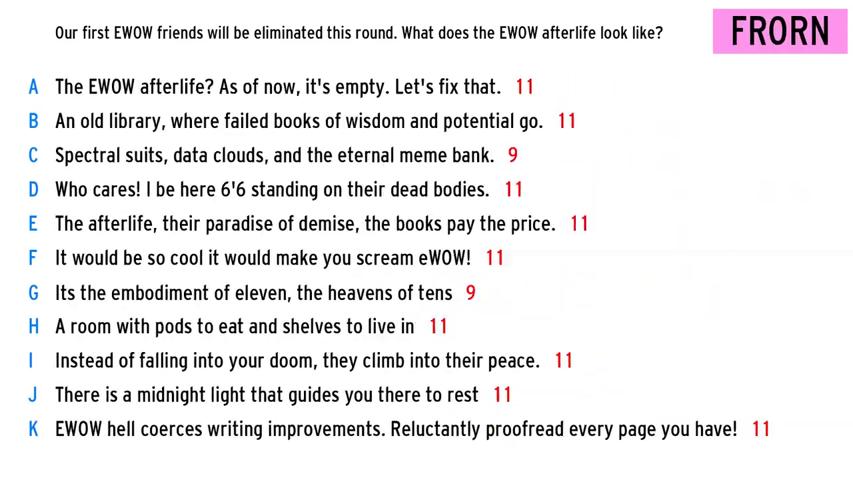 Our first EWOW friends will be eliminated this round. What does the EWOW afterlife look like?
FRORN
A The EWOW afterlife? As of now, it's empty. Let's fix that. 11
B An old library, where failed books of wisdom and potential go. 11
C Spectral suits, data clouds, and the eternal meme bank. 9
D Who cares! I be here 6'6 standing on their dead bodies. 11
E The afterlife, their paradise of demise, the books pay the price. 11
F It would be so cool it would make you scream eWOW! 11
G Its the embodiment of eleven, the heavens of tens 9
H A room with pods to eat and shelves to live in 11
I Instead of falling into your doom, they climb into their peace. 11
J There is a midnight light that guides you there to rest 11
K EWOW hell coerces writing improvements. Reluctantly proofread every page you have! 11